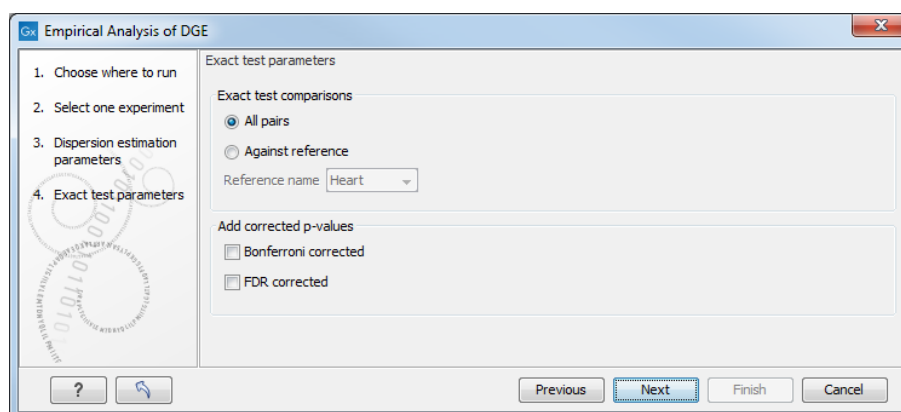 Gx Empirical Analysis of DGE
1. Choose where to run
2. Select one experiment
3. Dispersion estimation
parameters
4. Exact test parameters
Exact test parameters
Exact test comparisons
All pairs
Against reference
Reference name Heart
Add corrected p-values
Bonferroni corrected
FDR corrected
?
Previous Next Finish Cancel